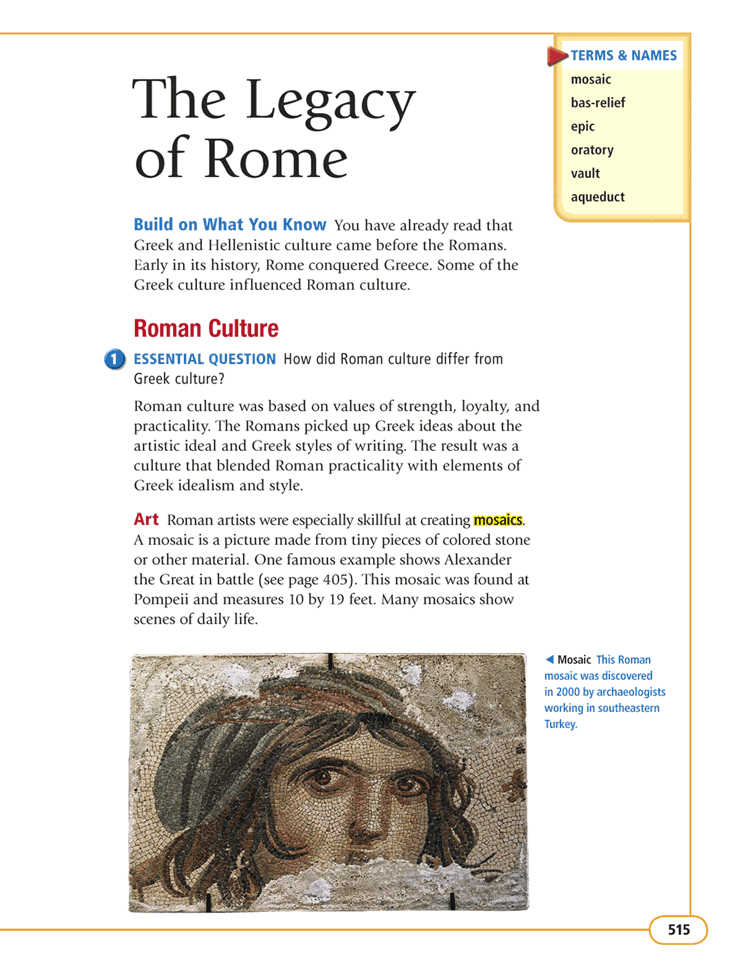 The Legacy
of Rome
TERMS & NAMES
mosaic
bas-relief
epic
oratory
vault
aqueduct
Build on What You Know You have already read that
Greek and Hellenistic culture came before the Romans.
Early in its history, Rome conquered Greece. Some of the
Greek culture influenced Roman culture.
Roman Culture
1 ESSENTIAL QUESTION How did Roman culture differ from
Greek culture?
Roman culture was based on values of strength, loyalty, and
practicality. The Romans picked up Greek ideas about the
artistic ideal and Greek styles of writing. The result was a
culture that blended Roman practicality with elements of
Greek idealism and style.
Art Roman artists were especially skillful at creating mosaics.
A mosaic is a picture made from tiny pieces of colored stone
or other material. One famous example shows Alexander
the Great in battle (see page 405). This mosaic was found at
Pompeii and measures 10 by 19 feet. Many mosaics show
scenes of daily life.
◀ Mosaic This Roman
mosaic was discovered
in 2000 by archaeologists
working in southeastern
Turkey.
515